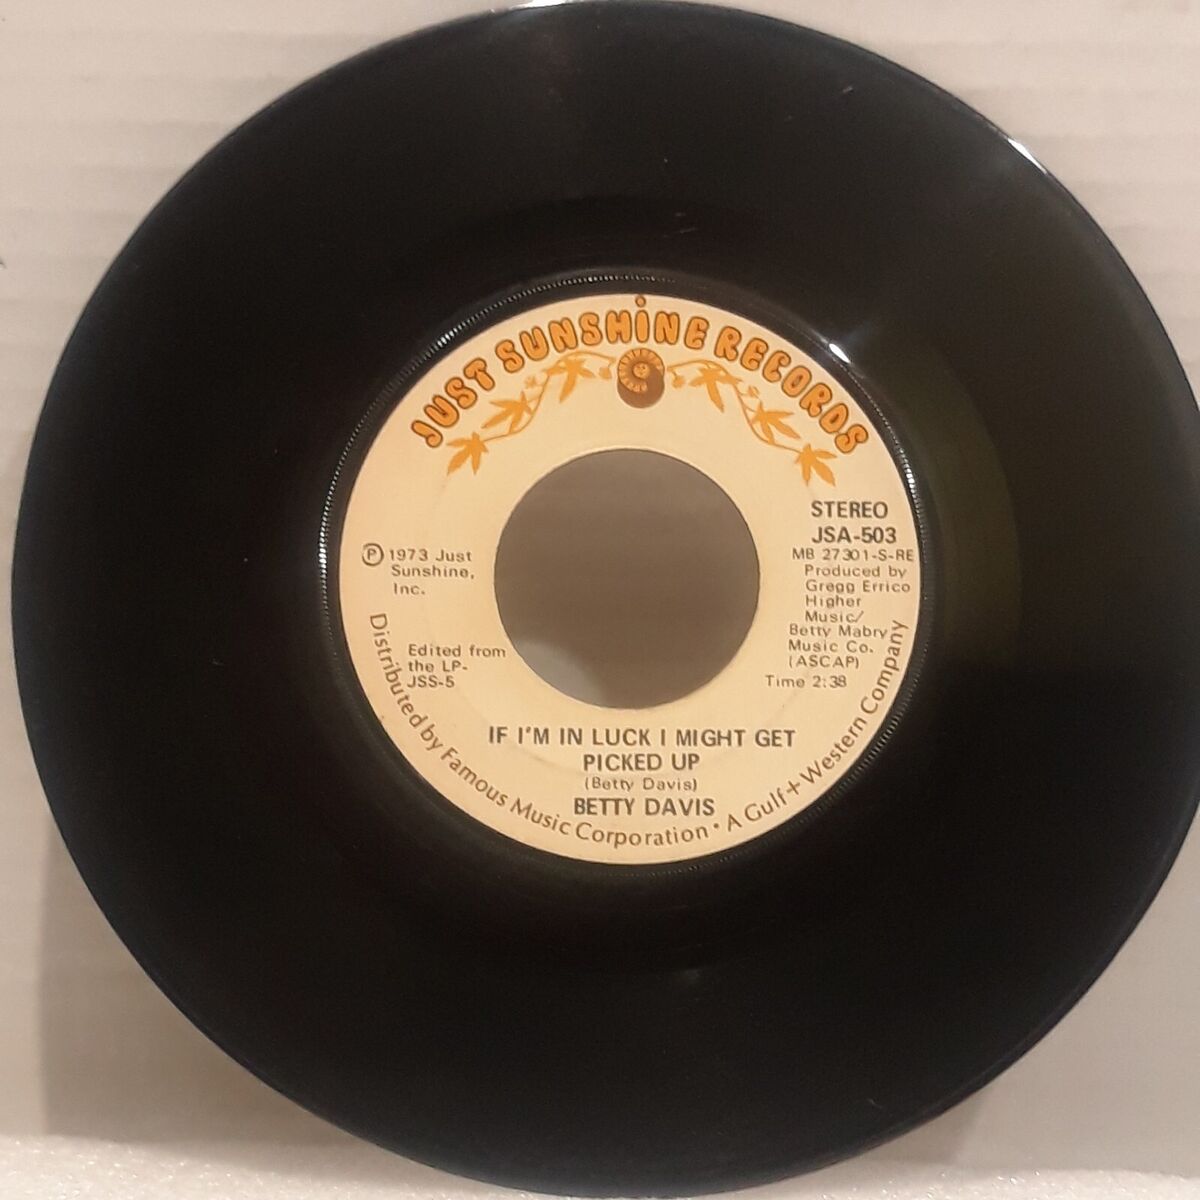 JUST SUNSHINE RECORDS
STEREO
JSA-503
MB 27301-S-RE
Produced by
Gregg Errico
Higher
Music/
Betty Mabry
Music Co.
(ASCAP)
Time 2:38
Ⓟ 1973 Just
Sunshine,
Inc.
Edited from
the LP-
JSS-5
IF I'M IN LUCK I MIGHT GET
PICKED UP
(Betty Davis)
BETTY DAVIS
Distributed by Famous Music Corporation • A Gulf+Western Company